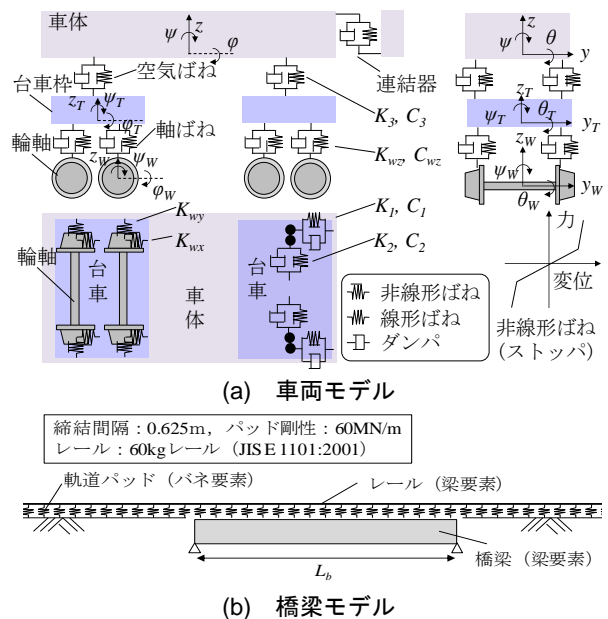 車体
ψ z φ
空気ばね
連結器
台車枠
z_T ψ_T
φ_T 軸ばね
輪軸
z_W ψ_W
φ_W
K_3, C_3
K_wz, C_wz
z
ψ θ y
z_T
ψ_T θ_T y_T
z_W
ψ_W
θ_W y_W
K_wy
K_wx
輪軸
台車
車体
台車
K_1, C_1
K_2, C_2
非線形ばね
線形ばね
ダンパ
力
変位
非線形ばね
(ストッパ)
(a) 車両モデル
締結間隔：0.625m，パッド剛性：60MN/m
レール：60kgレール（JIS E 1101:2001）
軌道パッド（バネ要素）
レール（梁要素）
橋梁（梁要素）
L_b
(b) 橋梁モデル